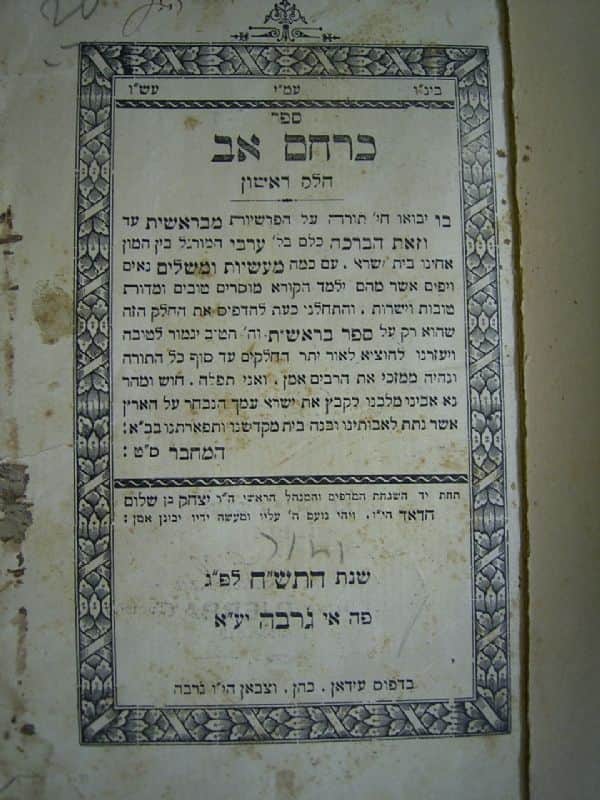 בינ״ו עמ״י עש״ו
ספר
כרחם אב
חלק ראשון
בו יבואו חי׳ תורה על הפרשיות מבראשית עד
וזאת הברכה כלם בל׳ ערבי המורגל בין המון
אחינו בית ישרא׳ . עם כמה מעשיות ומשלים נאים
ויפים אשר מהם ילמד הקורא מוסרים טובים ומדות
טובות וישרות . והתחלנו כעת להדפיס את החלק הזה
שהוא רק על ספר בראשית . וה׳ הטוב יגמור לטובה
ויעזרנו להוציא לאור יתר החלקים עד סוף כל התורה
ונהיה ממזכי את הרבים אמן . ואני תפלה . חוש ומהר
נא אבינו מלכנו לקבץ את ישרא׳ עמך הנבחר על הארץ
אשר נתת לאבותינו ובנה בית מקדשנו ותפארתנו בב״א :
המחבר ס״ט :
תחת יד השגחת המדפיס והמנהל הראשי ה״ר יצחק בן שלום
הדאד הי״ו . ויהי נועם ה׳ עליו ומעשה ידיו יכונן אמן :
שנת התש״ח לפ״ג
פה אי ג׳רבה יע״א
בדפוס עידאן . כהן . וצבאן הי״ו ג׳רבה